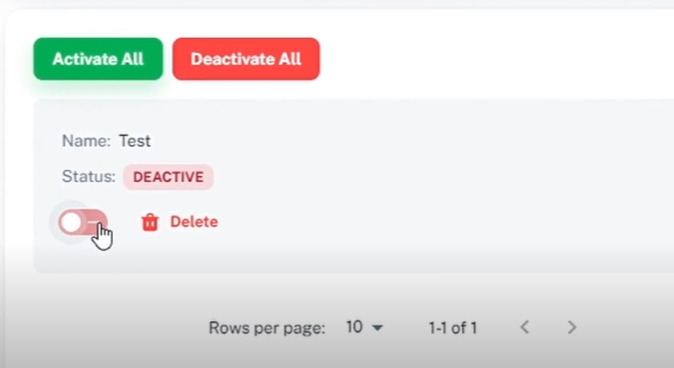 Activate All Deactivate All
Name: Test
Status: DEACTIVE
Delete
Rows per page: 10 1-1 of 1